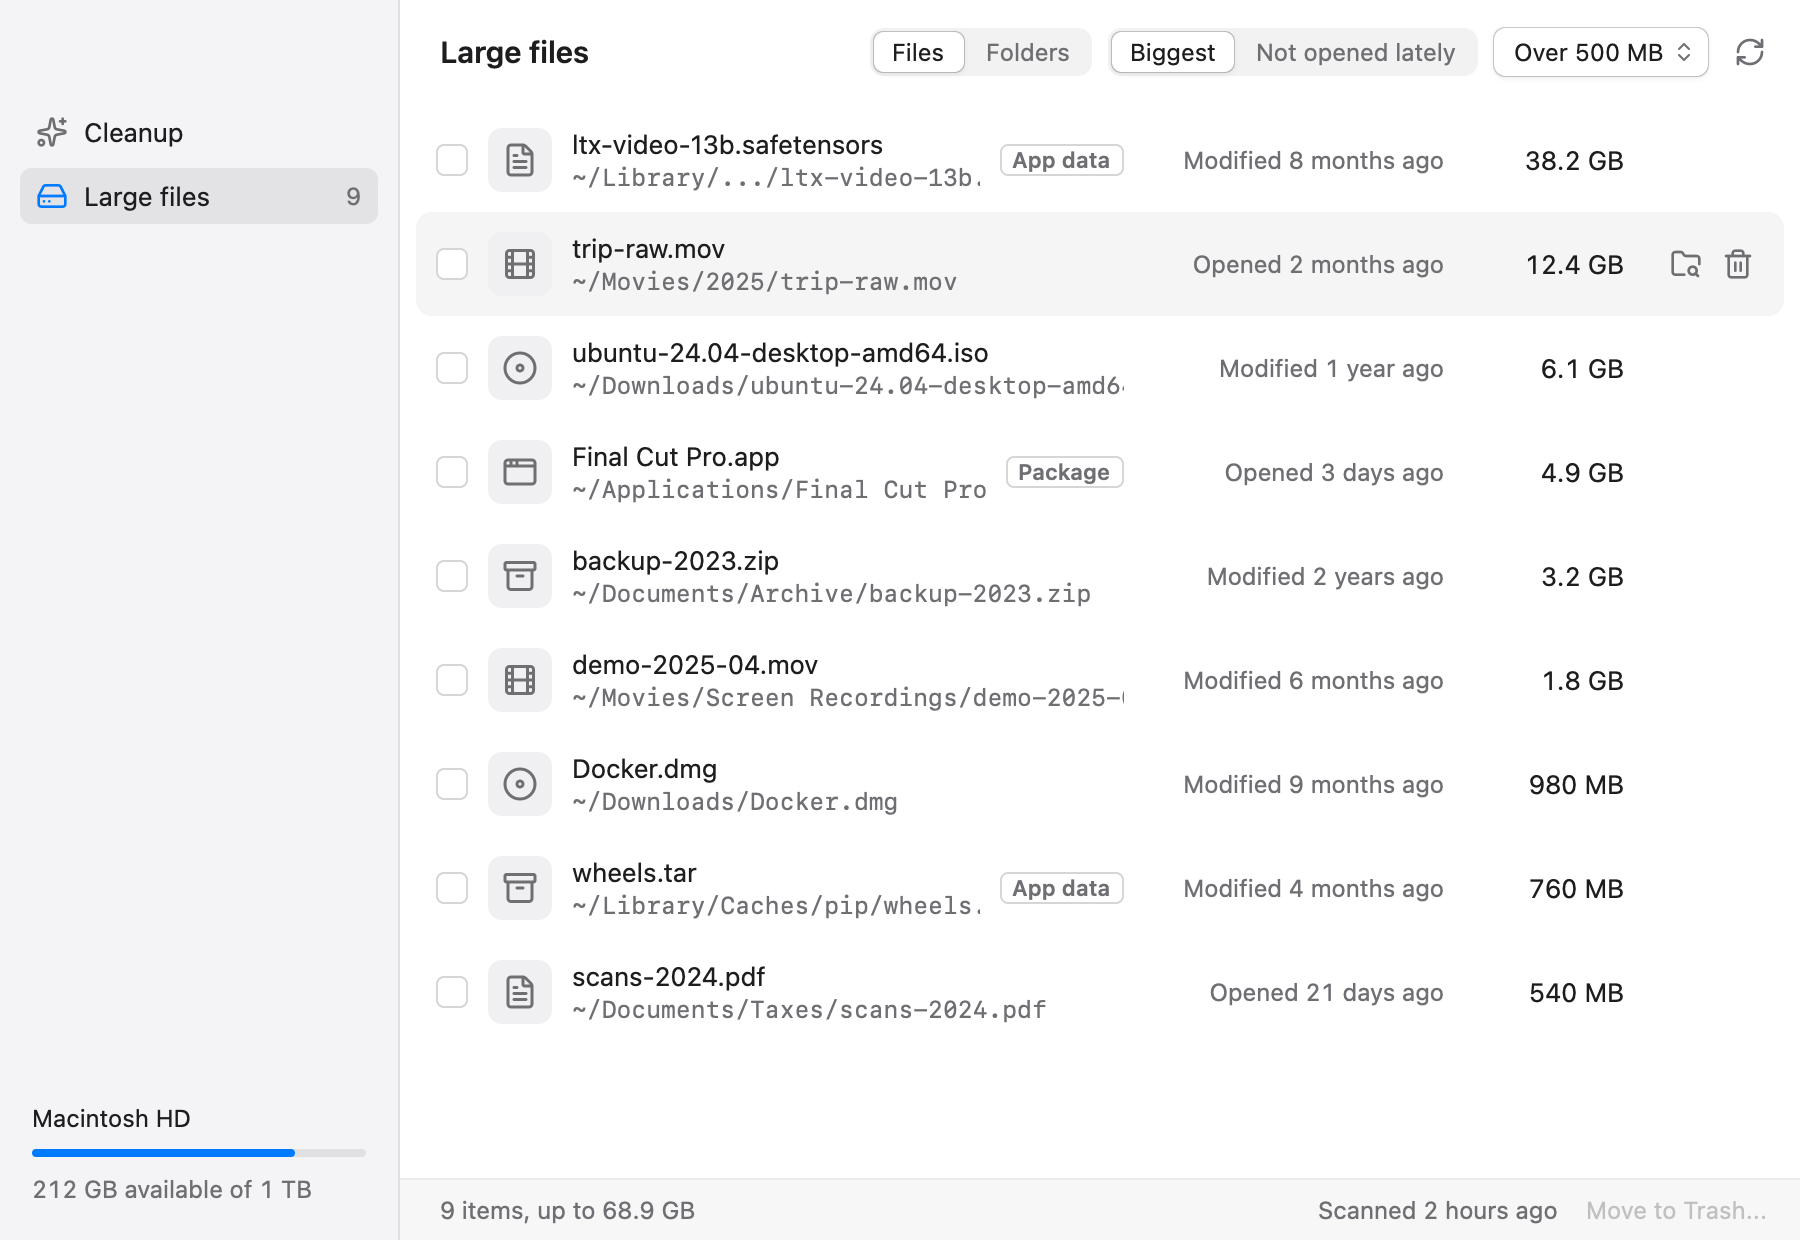 Large files
Files
Folders
Biggest
Not opened lately
Over 500 MB
Cleanup
Large files
9
ltx-video-13b.safetensors
~/Library/.../ltx-video-13b.
App data
Modified 8 months ago
38.2 GB
trip-raw.mov
~/Movies/2025/trip-raw.mov
Opened 2 months ago
12.4 GB
ubuntu-24.04-desktop-amd64.iso
~/Downloads/ubuntu-24.04-desktop-amd6
Modified 1 year ago
6.1 GB
Final Cut Pro.app
~/Applications/Final Cut Pro
Package
Opened 3 days ago
4.9 GB
backup-2023.zip
~/Documents/Archive/backup-2023.zip
Modified 2 years ago
3.2 GB
demo-2025-04.mov
~/Movies/Screen Recordings/demo-2025-
Modified 6 months ago
1.8 GB
Docker.dmg
~/Downloads/Docker.dmg
Modified 9 months ago
980 MB
wheels.tar
~/Library/Caches/pip/wheels.
App data
Modified 4 months ago
760 MB
scans-2024.pdf
~/Documents/Taxes/scans-2024.pdf
Opened 21 days ago
540 MB
Macintosh HD
212 GB available of 1 TB
9 items, up to 68.9 GB
Scanned 2 hours ago
Move to Trash...